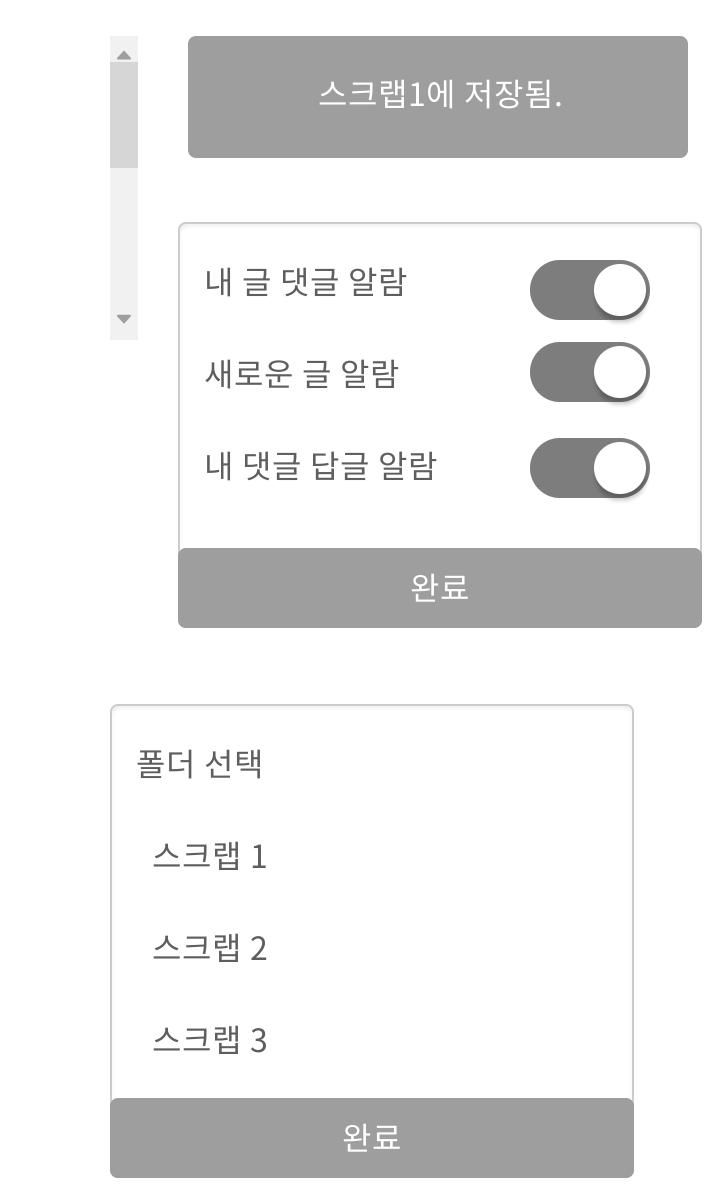 스크랩1에 저장됨.
내 글 댓글 알람
새로운 글 알람
내 댓글 답글 알람
완료
폴더 선택
스크랩 1
스크랩 2
스크랩 3
완료